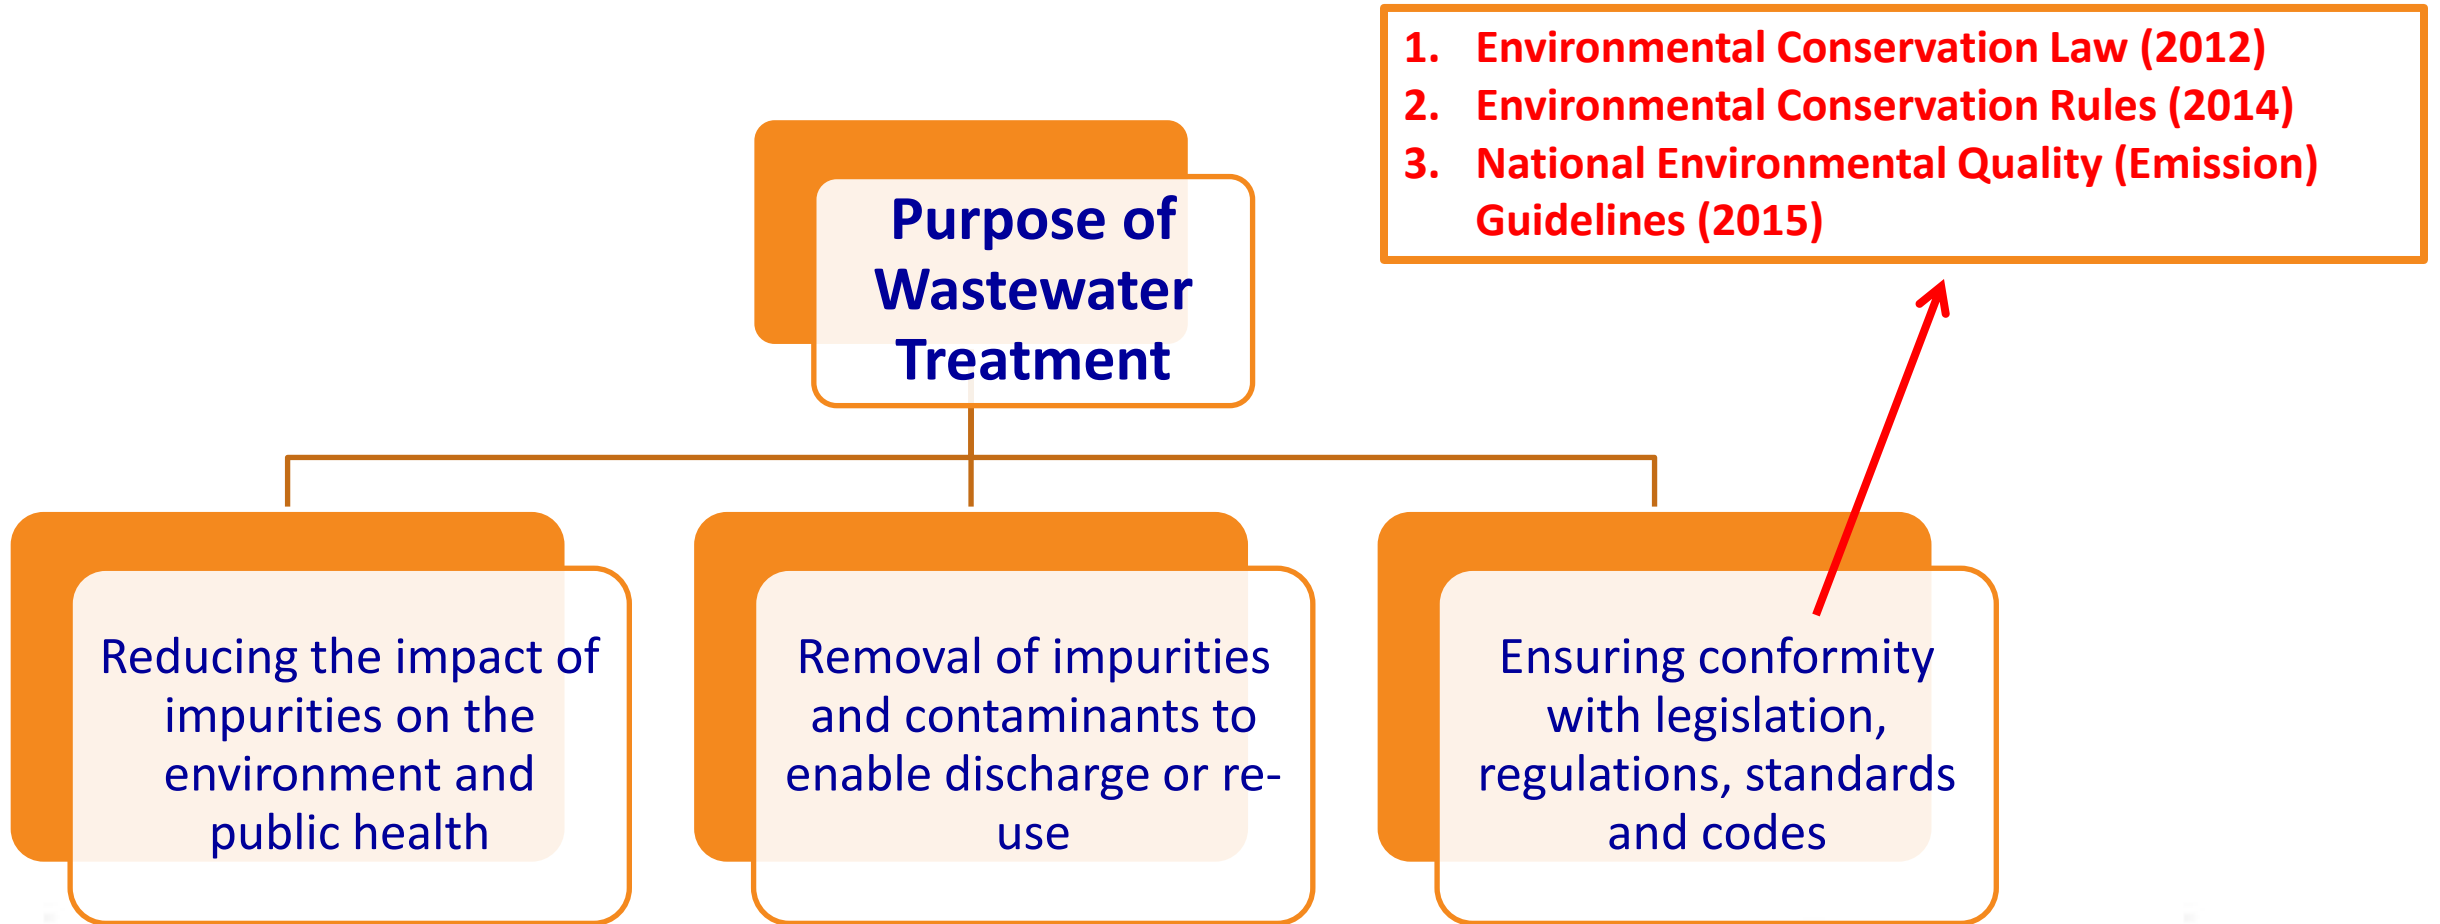 1. Environmental Conservation Law (2012)
2. Environmental Conservation Rules (2014)
3. National Environmental Quality (Emission)
Guidelines (2015)
Purpose of
Wastewater
Treatment
Reducing the impact of
impurities on the
environment and
public health
Removal of impurities
and contaminants to
enable discharge or re-
use
Ensuring conformity
with legislation,
regulations, standards
and codes